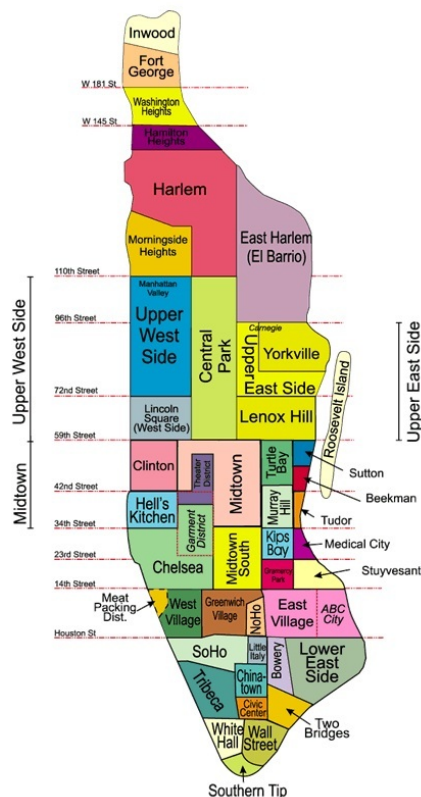 Inwood
Fort
George
W 181 St
Washington
Heights
W 145 St
Hamilton
Heights
Harlem
Morningside
Heights
East Harlem
(El Barrio)
110th Street
Manhattan
Valley
Upper
West
Side
Central
Park
96th Street
Carnegie
Yorkville
Upper
East Side
Upper West Side
Upper East Side
Roosevelt Island
72nd Street
Lincoln
Square
(West Side)
Lenox Hill
59th Street
Midtown
Clinton
Theater
District
Midtown
Turtle
Bay
Sutton
Beekman
42nd Street
Hell's
Kitchen
Garment
District
Murray
Hill
Tudor
34th Street
Kips
Bay
Medical City
23rd Street
Chelsea
Midtown
South
Gramercy
Park
Stuyvesant
14th Street
Meat
Packing
Dist.
West
Village
Greenwich
Village
NoHo
East
Village
ABC
City
Houston St
SoHo
Little
Italy
Bowery
Lower
East
Side
Tribeca
China-
town
Civic
Center
Two
Bridges
White
Hall
Wall
Street
Southern Tip